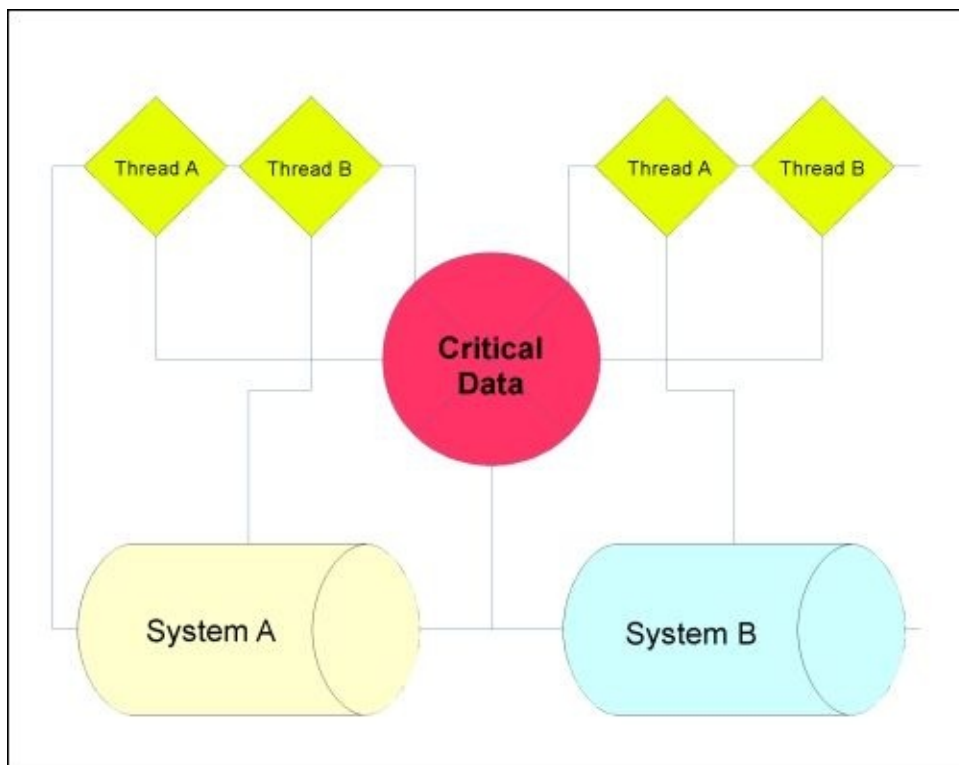 Thread A
Thread B
Thread A
Thread B
Critical
Data
System A
System B